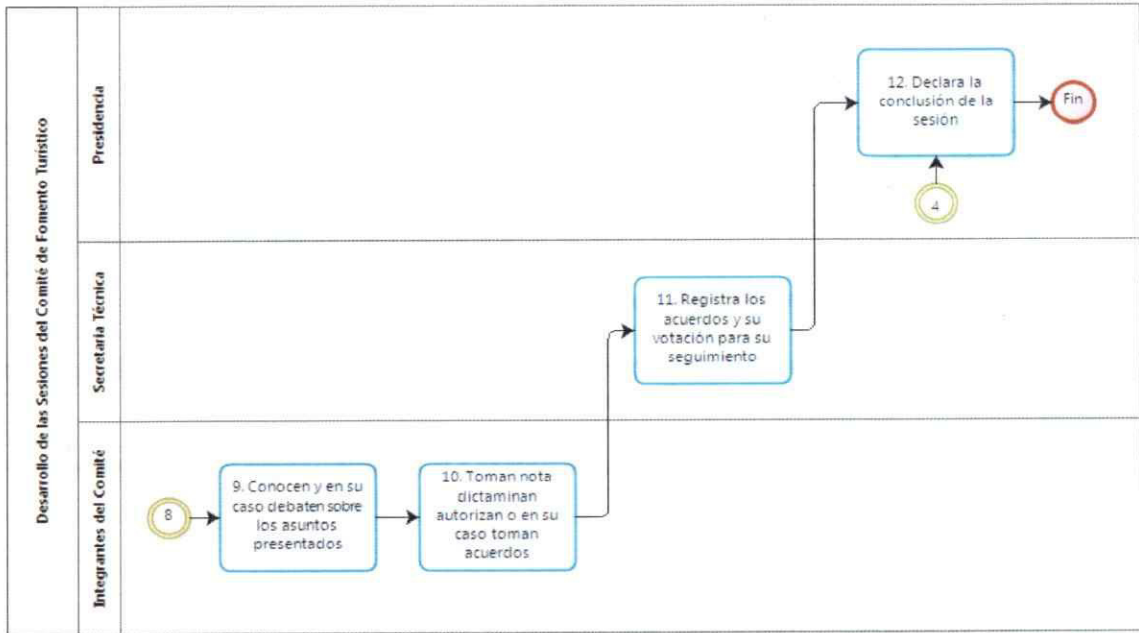 Desarrollo de las Sesiones del Comité de Fomento Turístico
Presidencia
12. Declara la
conclusión de la
sesión
Fin
4
Secretaria Técnica
11. Registra los
acuerdos y su
votación para su
seguimiento
Integrantes del Comité
8
9. Conocen y en su
caso debaten sobre
los asuntos
presentados
10. Toman nota
dictaminan
autorizan o en su
caso toman
acuerdos